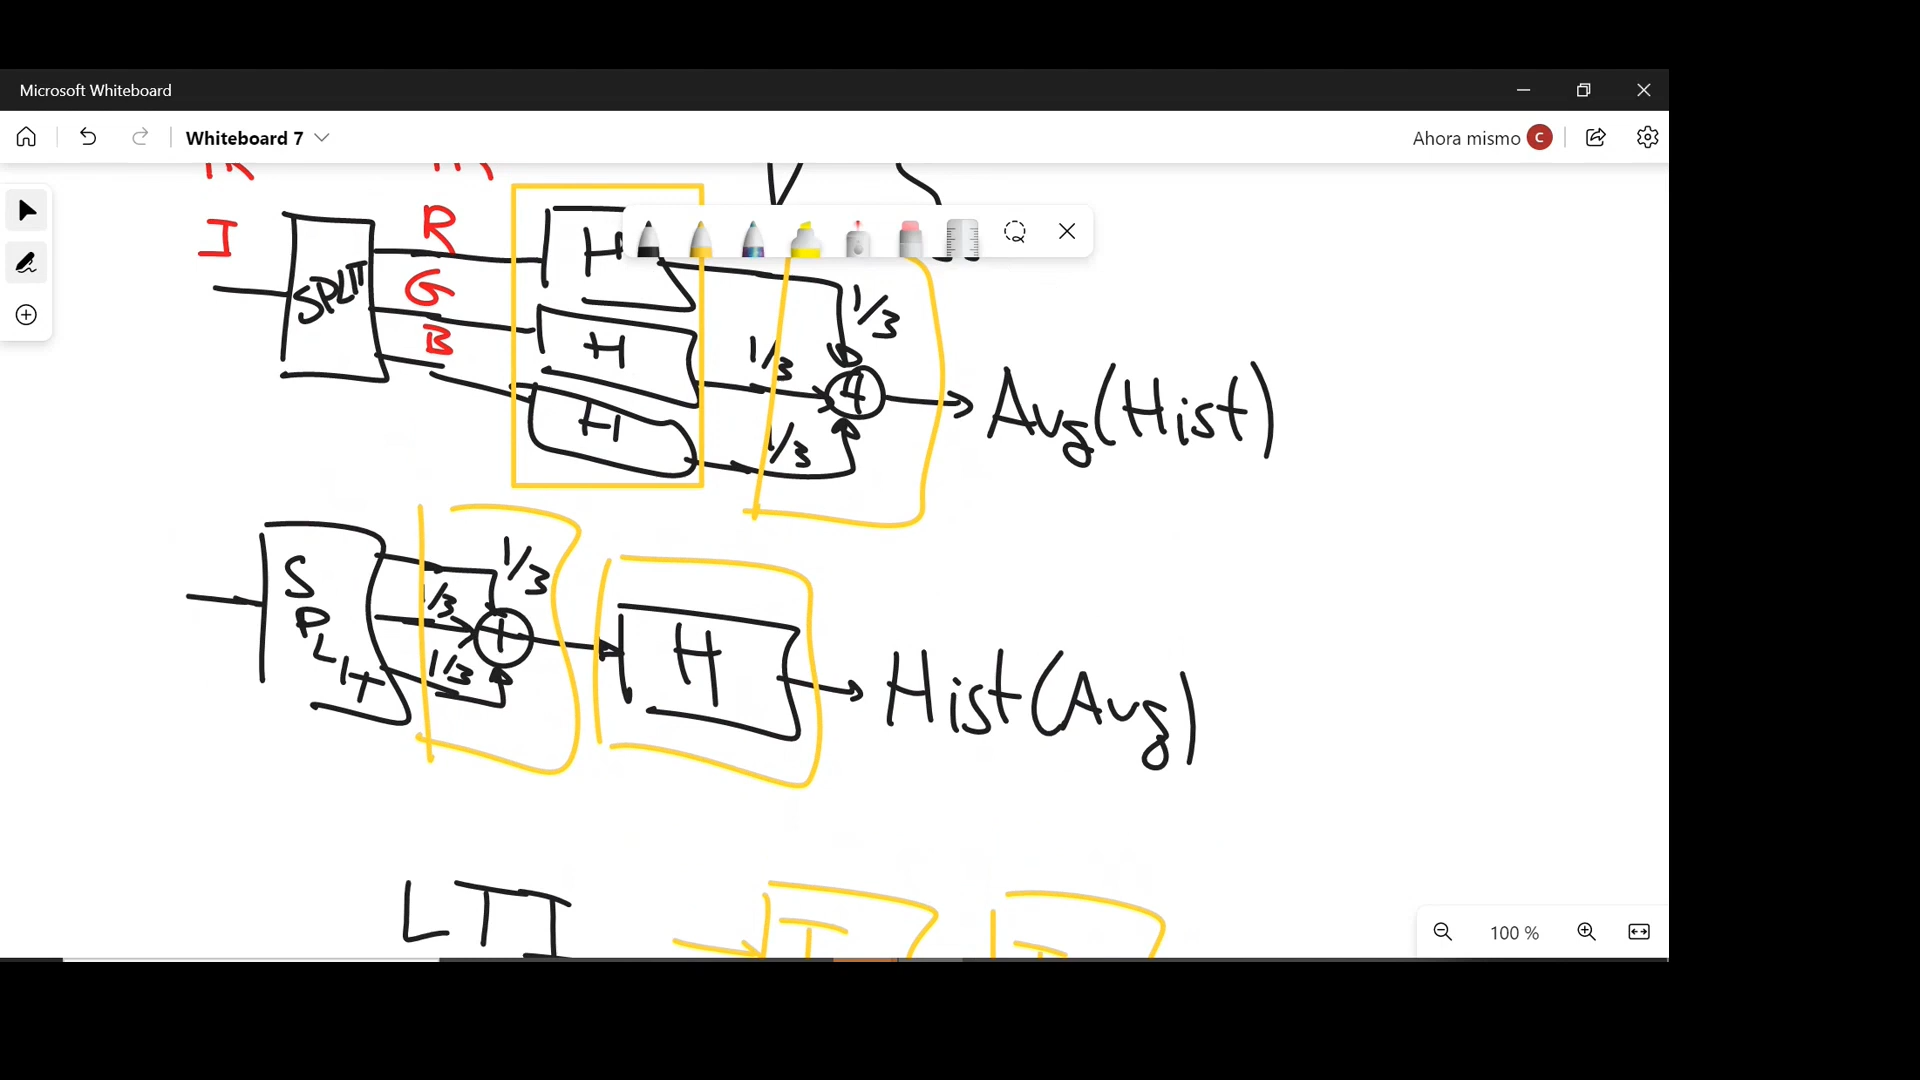 Microsoft Whiteboard
Whiteboard 7
Ahora mismo C
I
SPLIT
R
G
B
H
H
H
1/3
1/3
1/3
+
Avg(Hist)
SPLIT
1/3
1/3
1/3
+
H
Hist(Avg)
LTI
100 %